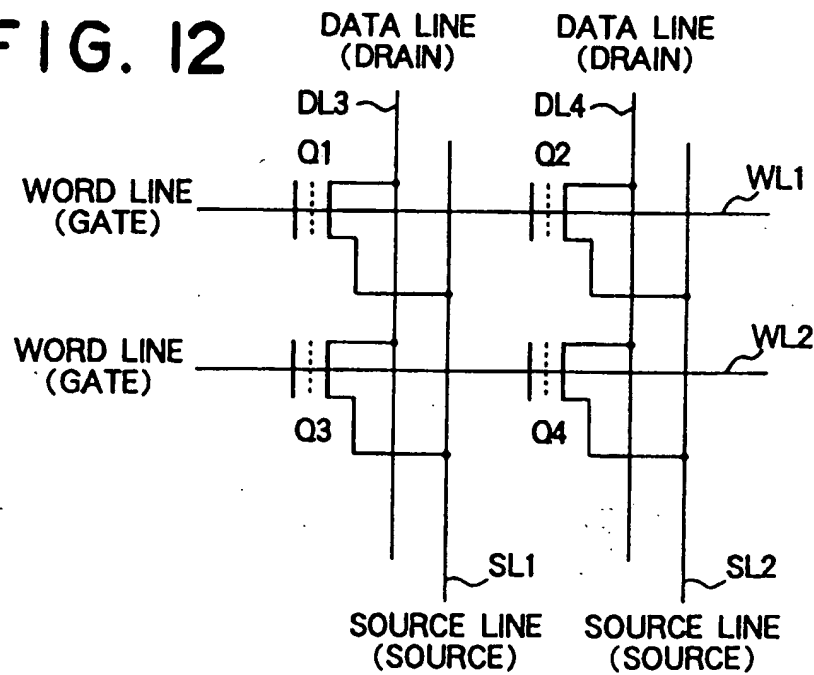 FIG. 12
DATA LINE
(DRAIN)
DATA LINE
(DRAIN)
DL3
DL4
Q1
Q2
WORD LINE
(GATE)
WL1
WORD LINE
(GATE)
WL2
Q3
Q4
SL1
SL2
SOURCE LINE
(SOURCE)
SOURCE LINE
(SOURCE)